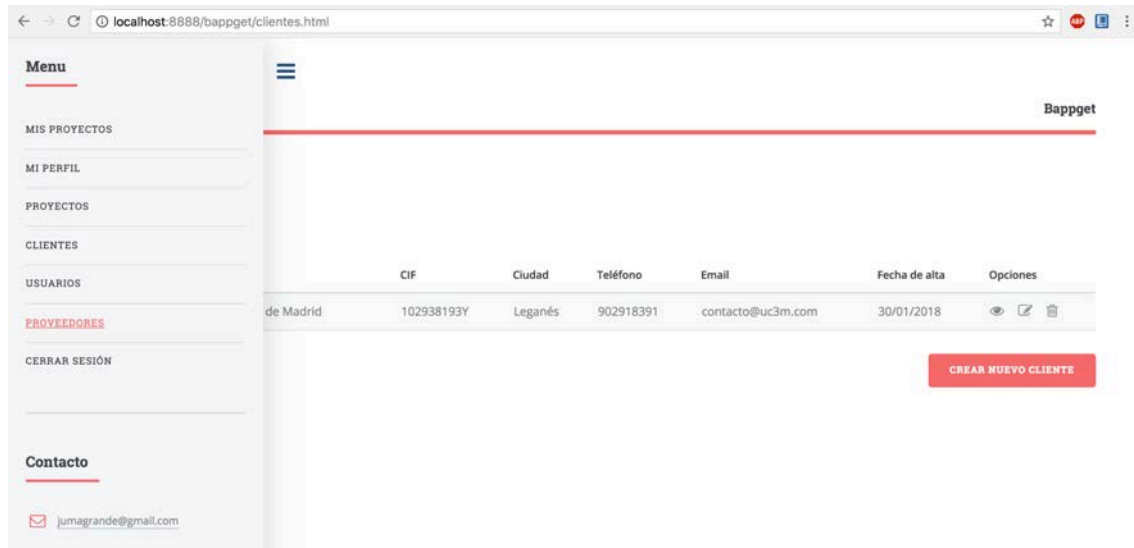 localhost:8888/bappget/clientes.html
ABP
Menu
Bappget
MIS PROYECTOS
MI PERFIL
PROYECTOS
CLIENTES
USUARIOS
PROVEEDORES
CERRAR SESIÓN
CIF Ciudad Teléfono Email Fecha de alta Opciones
de Madrid 102938193Y Leganés 902918391 contacto@uc3m.com 30/01/2018
CREAR NUEVO CLIENTE
Contacto
jumagrande@gmail.com